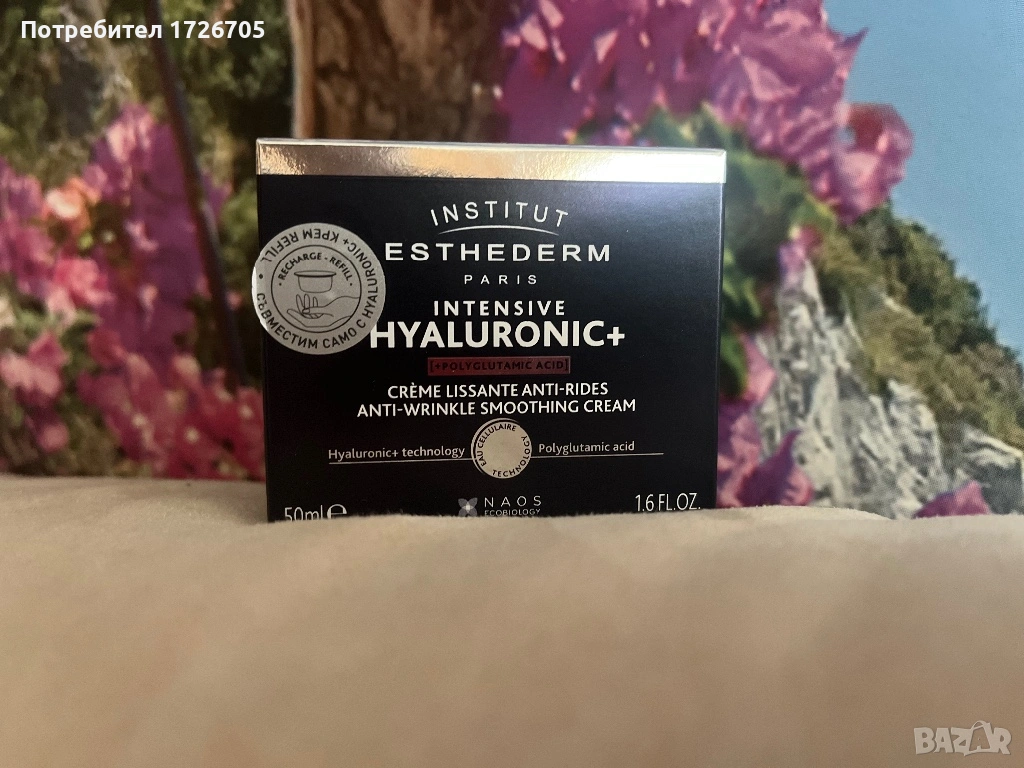 Потребител 1726705
INSTITUT
ESTHEDERM
PARIS
INTENSIVE
HYALURONIC+
[+POLYGLUTAMIC ACID]
CRÈME LISSANTE ANTI-RIDES
ANTI-WRINKLE SMOOTHING CREAM
Hyaluronic+ technology
EAU CELLULAIRE TECHNOLOGY
Polyglutamic acid
50ml e
NAOS
ECOBIOLOGY
1.6 FL.OZ.
RECHARGE - REFILL
СЪВМЕСТИМ САМО С HYALURONIC+ КРЕМ REFILL
BAZAR